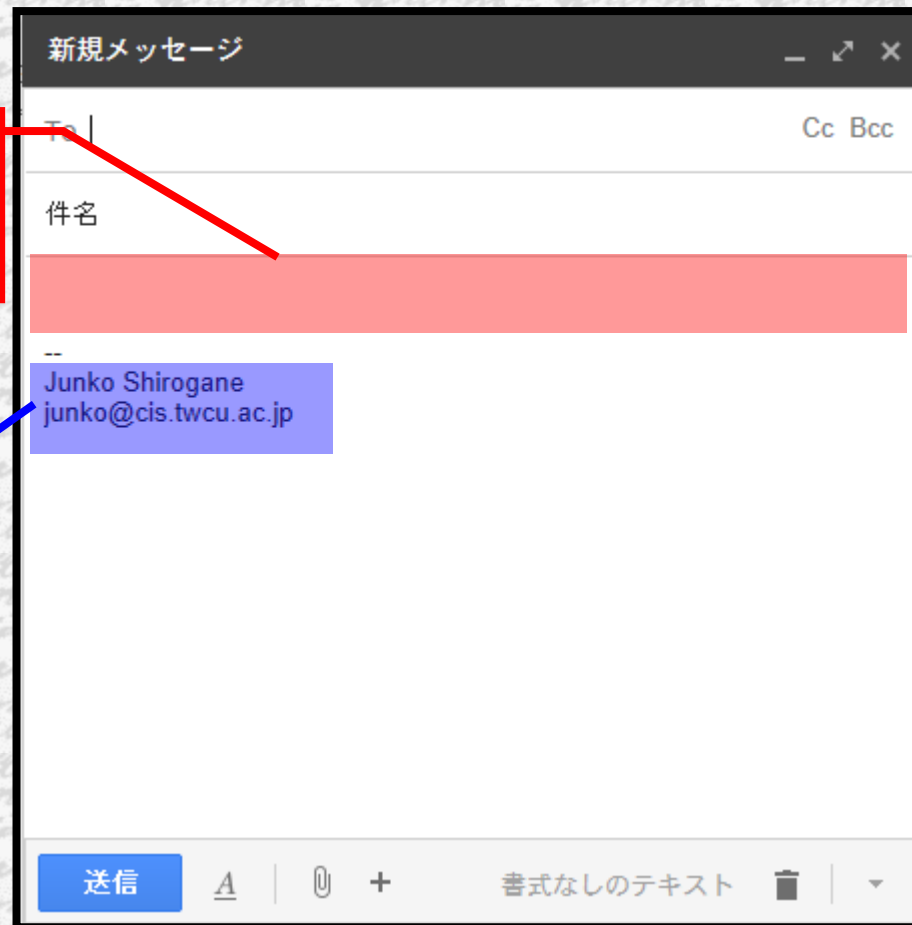 新規メッセージ
To
Cc Bcc
件名
--
Junko Shirogane
junko@cis.twcu.ac.jp
送信 A
書式なしのテキスト